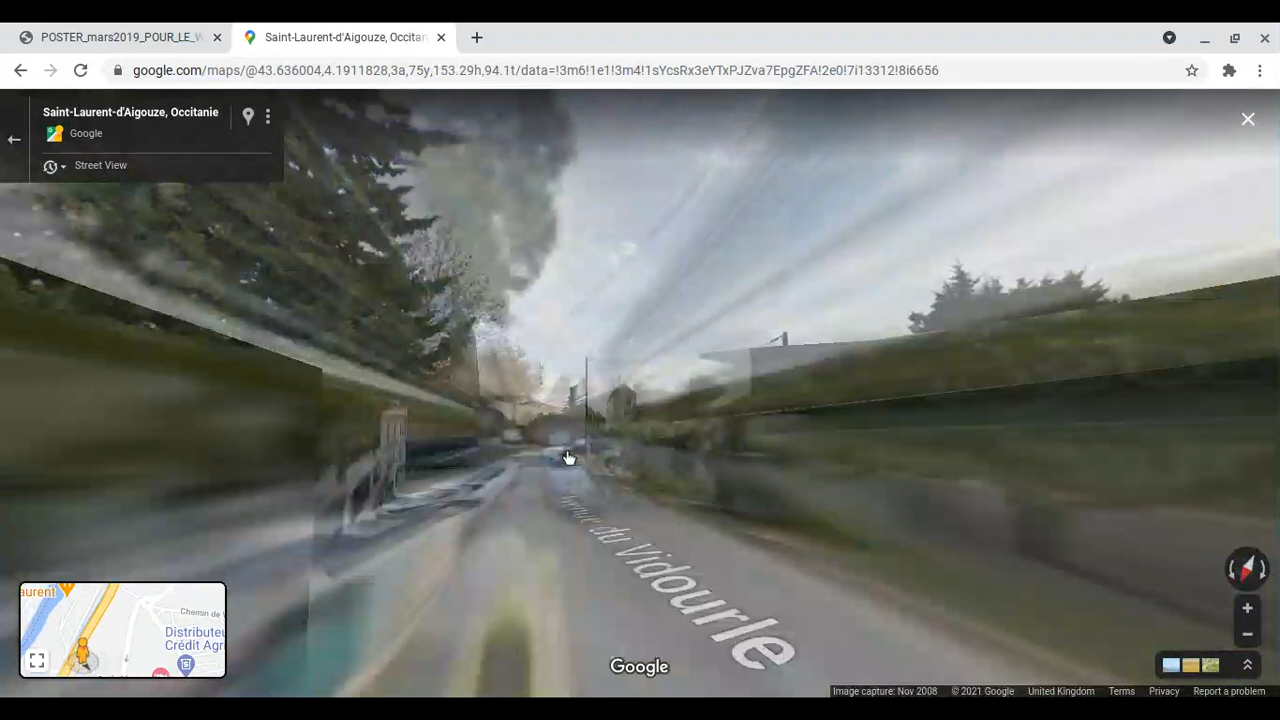 POSTER_mars2019_POUR_LE_W
Saint-Laurent-d'Aigouze, Occitan
google.com/maps/@43.636004,4.1911828,3a,75y,153.29h,94.1t/data=!3m6!1e1!3m4!1sYcsRx3eYTxPJZva7EpgZFA!2e0!7i13312!8i6656
Saint-Laurent-d'Aigouze, Occitanie
Google
Street View
du Vidourle
aurent
Chemin de
Distributeu
Crédit Agr
Google
Image capture: Nov 2008 © 2021 Google United Kingdom Terms Privacy Report a problem